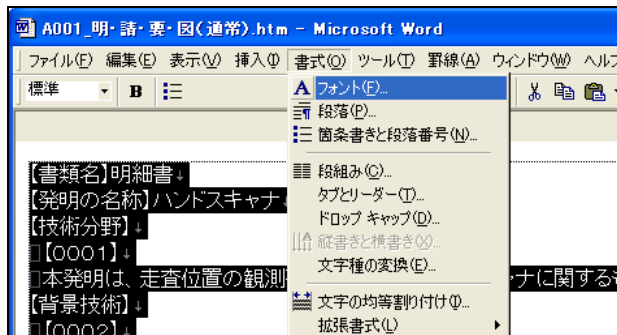 A001_明・請・要・図(通常).htm - Microsoft Word
ファイル(F) 編集(E) 表示(V) 挿入(I) 書式(O) ツール(T) 罫線(A) ウィンドウ(W) ヘルプ
標準 B
フォント(F)...
段落(P)...
箇条書きと段落番号(N)...
段組み(C)...
タブとリーダー(T)...
ドロップ キャップ(D)...
縦書きと横書き(X)...
文字種の変換(E)...
文字の均等割り付け(I)...
拡張書式(L)
【書類名】明細書↓
【発明の名称】ハンドスキャナ↓
【技術分野】↓
【0001】↓
本発明は、走査位置の観測 ナに関する
【背景技術】↓
【0002】↓